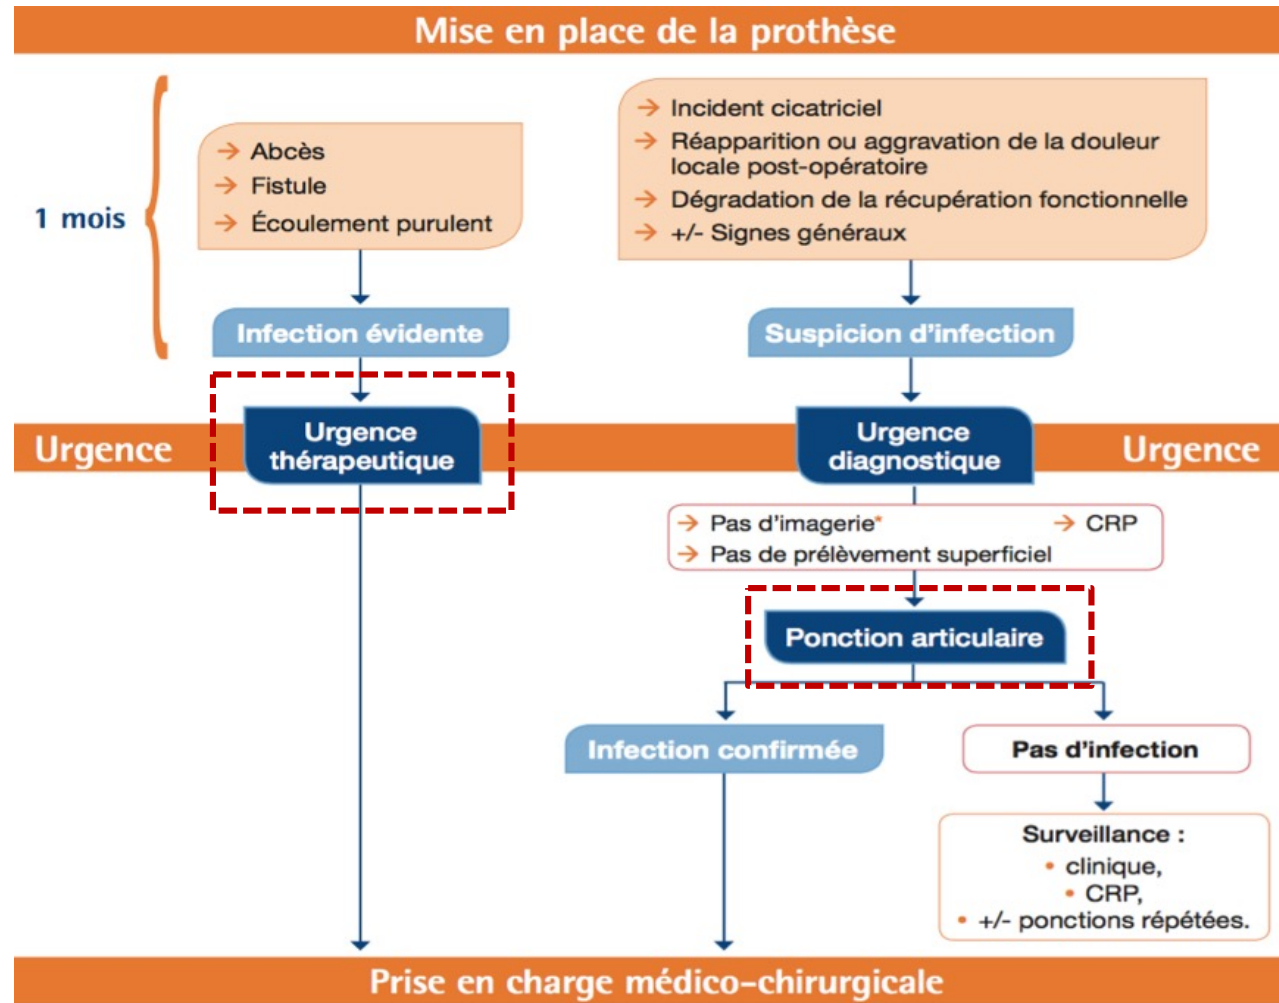 Mise en place de la prothèse
1 mois
→ Abcès
→ Fistule
→ Écoulement purulent
→ Incident cicatriciel
→ Réapparition ou aggravation de la douleur
locale post-opératoire
→ Dégradation de la récupération fonctionnelle
→ +/- Signes généraux
Infection évidente
Suspicion d'infection
Urgence
Urgence
thérapeutique
Urgence
diagnostique
Urgence
→ Pas d'imagerie*
→ CRP
→ Pas de prélèvement superficiel
Ponction articulaire
Infection confirmée
Pas d'infection
Surveillance :
• clinique,
• CRP,
• +/- ponctions répétées.
Prise en charge médico-chirurgicale